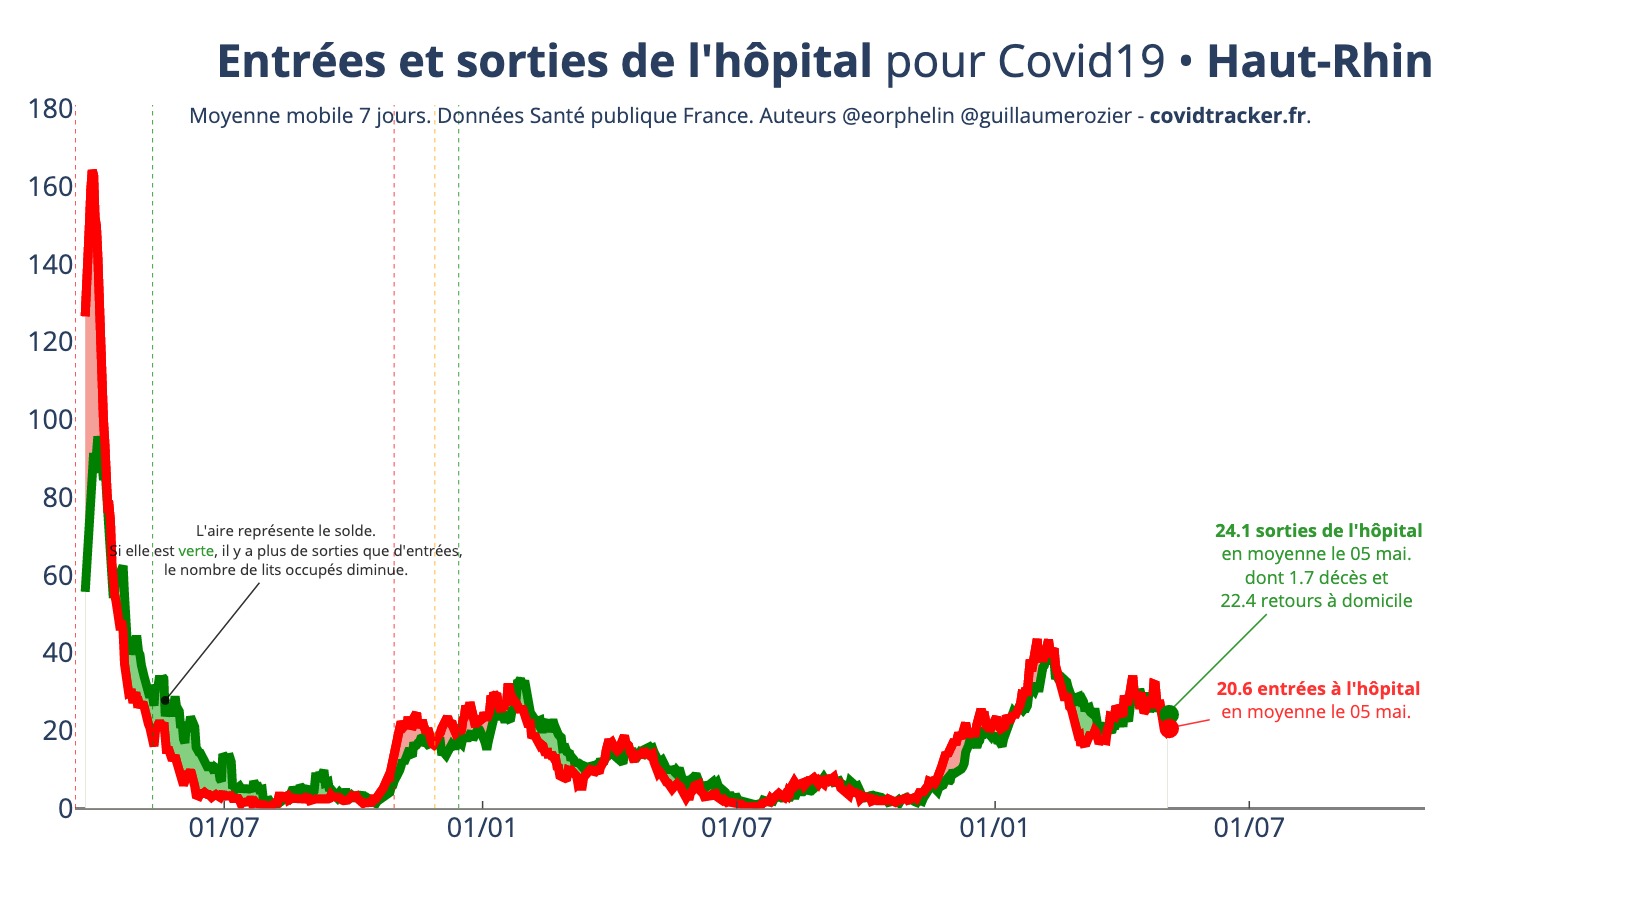 Entrées et sorties de l'hôpital pour Covid19 • Haut-Rhin
Moyenne mobile 7 jours. Données Santé publique France. Auteurs @eorphelin @guillaumerozier - covidtracker.fr.
180
160
140
120
100
80
60
40
20
0
L'aire représente le solde.
Si elle est verte, il y a plus de sorties que d'entrées,
le nombre de lits occupés diminue.
24.1 sorties de l'hôpital
en moyenne le 05 mai.
dont 1.7 décès et
22.4 retours à domicile
20.6 entrées à l'hôpital
en moyenne le 05 mai.
01/07
01/01
01/07
01/01
01/07